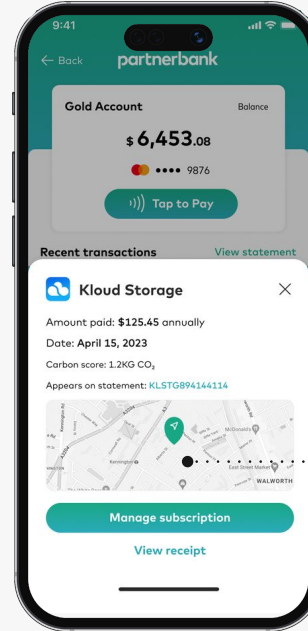 9:41
← Back
partnerbank
Gold Account
Balance
$ 6,453.08
•••• 9876
Tap to Pay
Recent transactions
View statement
Kloud Storage
Amount paid: $125.45 annually
Date: April 15, 2023
Carbon score: 1.2KG CO₂
Appears on statement: KLSTG894144114
Kennington Rd
McDonald's
Kennington
East Street Market
WALWORTH
Manage subscription
View receipt